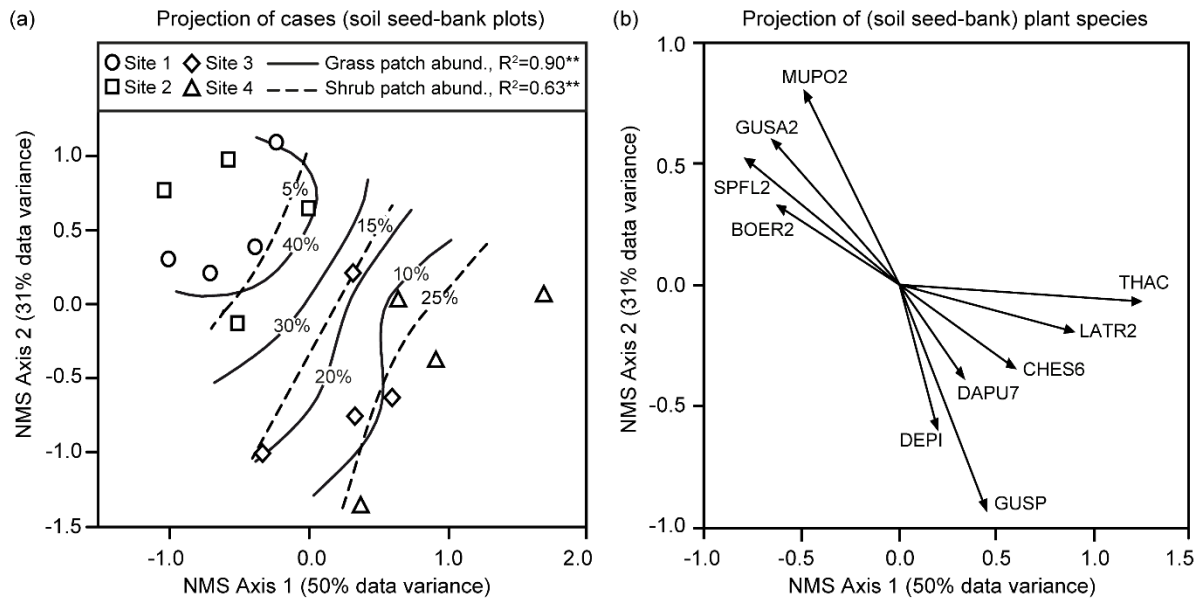 (a) Projection of cases (soil seed-bank plots)
Site 1 Site 3 Grass patch abund., R²=0.90**
Site 2 Site 4 Shrub patch abund., R²=0.63**
NMS Axis 2 (31% data variance)
1.0
0.5
0.0
-0.5
-1.0
-1.5
5%
40%
15%
10%
25%
30%
20%
-1.0 0.0 1.0 2.0
NMS Axis 1 (50% data variance)
(b) Projection of (soil seed-bank) plant species
NMS Axis 2 (31% data variance)
1.0
0.5
0.0
-0.5
-1.0
MUPO2
GUSA2
SPFL2
BOER2
THAC
LATR2
CHES6
DAPU7
DEPI
GUSP
-1.0 -0.5 0.0 0.5 1.0 1.5
NMS Axis 1 (50% data variance)